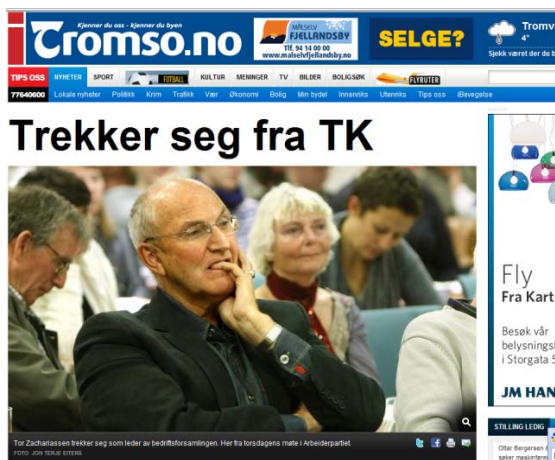 Kjenner du oss - kjenner du byen
iTromso.no
MÅLSELV
FJELLANDSBY
Tlf. 94 14 00 00
www.malselvfjellandsby.no
SELGE?
Tromsø
4°
Sjekk været der du b
TIPS OSS NYHETER SPORT FOTBALL KULTUR MENINGER TV BILDER BOLIGSØK FLYRUTER
77640600 Lokale nyheter Politikk Krim Trafikk Vær Økonomi Bolig Min bydel Innenriks Utenriks Tips oss iBevegelse
Trekker seg fra TK
Tor Zachariassen trekker seg som leder av bedriftsforsamlingen. Her fra torsdagens møte i Arbeiderpartiet.
FOTO: JON TERJE EITERÅ
Fly
Fra Karte
Besøk vår
belysningsl
i Storgata 5
JM HAN
STILLING LEDIG
Ottar Bergersen
søker maskinføre